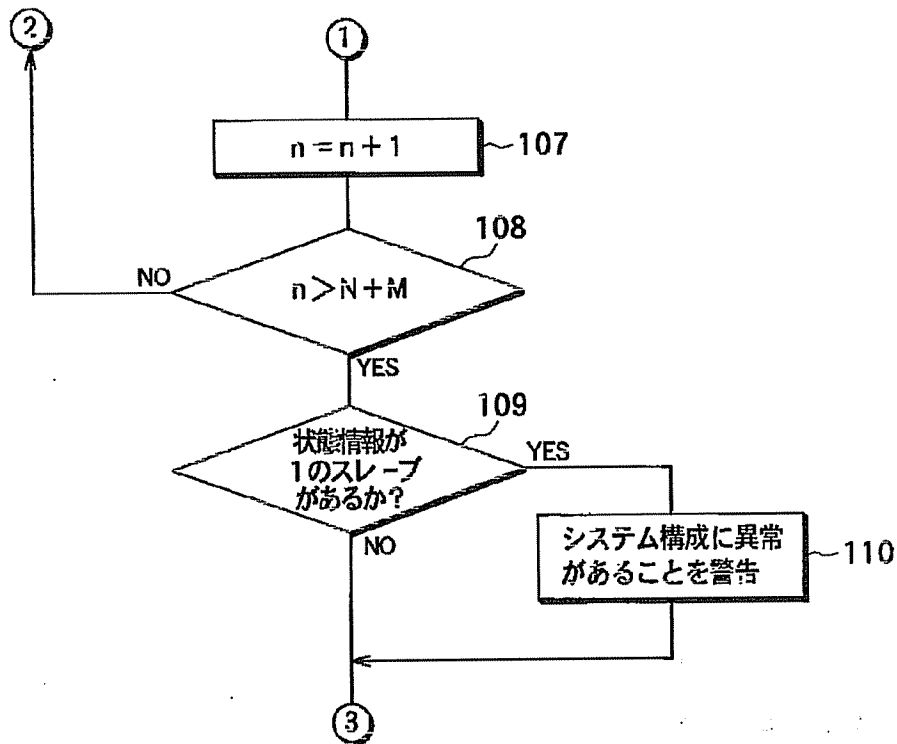 ②
①
n=n+1
107
108
n>N+M
NO
YES
109
状態情報が
1のスレーブ
があるか?
YES
NO
システム構成に異常
があることを警告
110
③